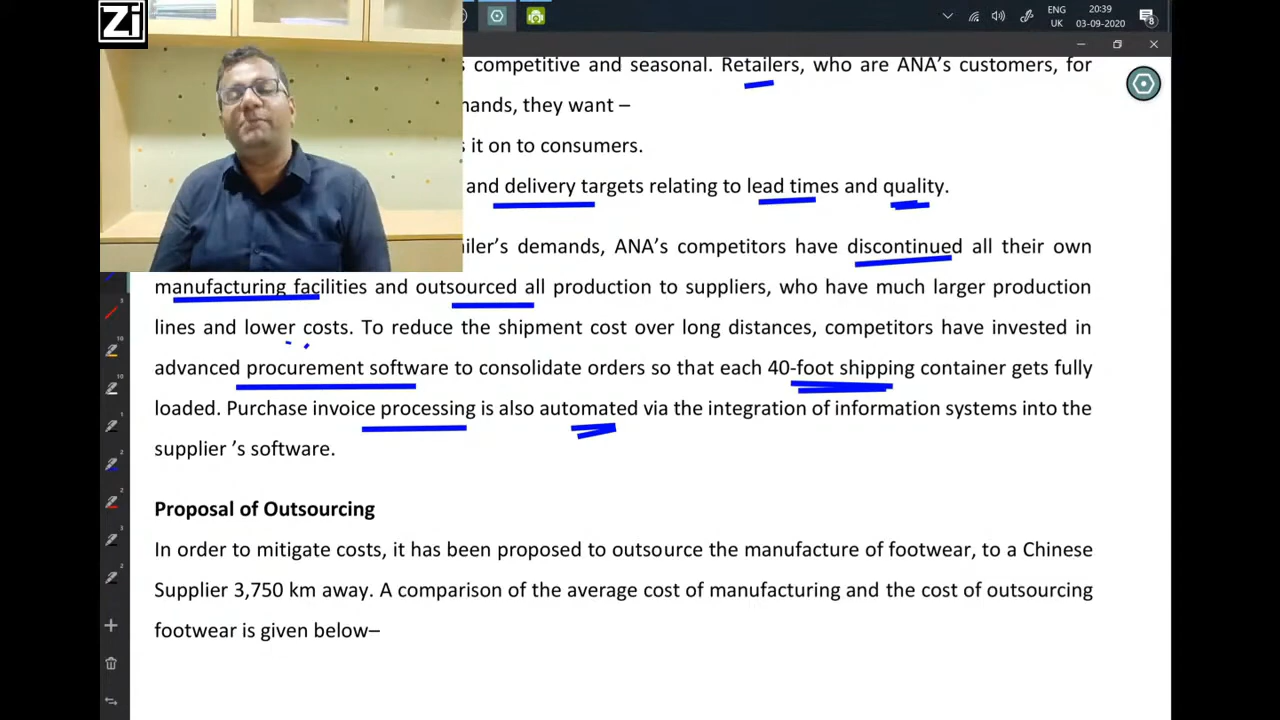 Zi
ENG
20:39
UK
03-09-2020
8
s competitive and seasonal. Retailers, who are ANA's customers, for
ands, they want –
s it on to consumers.
and delivery targets relating to lead times and quality.
iler's demands, ANA's competitors have discontinued all their own
manufacturing facilities and outsourced all production to suppliers, who have much larger production
lines and lower costs. To reduce the shipment cost over long distances, competitors have invested in
advanced procurement software to consolidate orders so that each 40-foot shipping container gets fully
loaded. Purchase invoice processing is also automated via the integration of information systems into the
supplier 's software.
Proposal of Outsourcing
In order to mitigate costs, it has been proposed to outsource the manufacture of footwear, to a Chinese
Supplier 3,750 km away. A comparison of the average cost of manufacturing and the cost of outsourcing
footwear is given below–